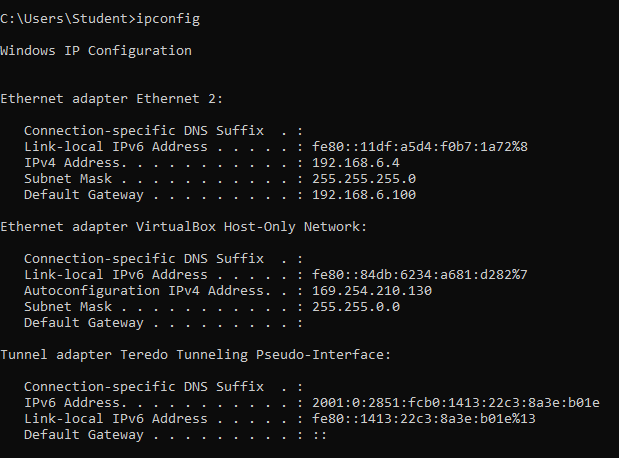 C:\Users\Student>ipconfig
Windows IP Configuration
Ethernet adapter Ethernet 2:
Connection-specific DNS Suffix . :
Link-local IPv6 Address . . . . . : fe80::11df:a5d4:f0b7:1a72%8
IPv4 Address. . . . . . . . . . . : 192.168.6.4
Subnet Mask . . . . . . . . . . . : 255.255.255.0
Default Gateway . . . . . . . . . : 192.168.6.100
Ethernet adapter VirtualBox Host-Only Network:
Connection-specific DNS Suffix . :
Link-local IPv6 Address . . . . . : fe80::84db:6234:a681:d282%7
Autoconfiguration IPv4 Address. . : 169.254.210.130
Subnet Mask . . . . . . . . . . . : 255.255.0.0
Default Gateway . . . . . . . . . :
Tunnel adapter Teredo Tunneling Pseudo-Interface:
Connection-specific DNS Suffix . :
IPv6 Address. . . . . . . . . . . : 2001:0:2851:fcb0:1413:22c3:8a3e:b01e
Link-local IPv6 Address . . . . . : fe80::1413:22c3:8a3e:b01e%13
Default Gateway . . . . . . . . . : ::